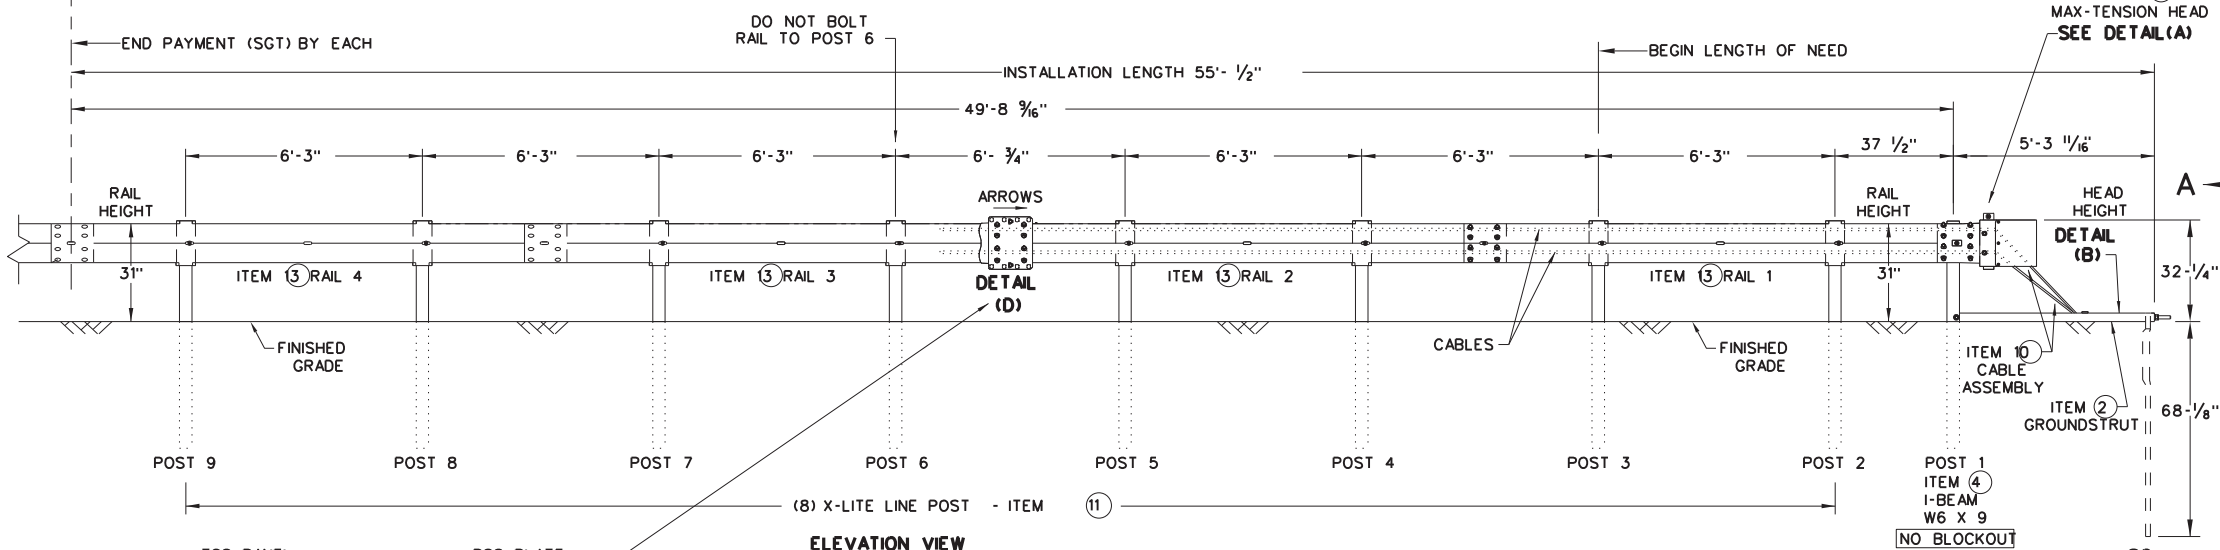 MAX-TENSION HEAD
SEE DETAIL(A)
DO NOT BOLT
RAIL TO POST 6
END PAYMENT (SGT) BY EACH
BEGIN LENGTH OF NEED
INSTALLATION LENGTH 55'- 1/2"
49'-8 9/16"
6'-3"
6'-3"
6'-3"
6'- 3/4"
6'-3"
6'-3"
6'-3"
37 1/2"
5'-3 11/16"
A
RAIL
HEIGHT
ARROWS
RAIL
HEIGHT
HEAD
HEIGHT
DETAIL
(B)
31"
ITEM 13 RAIL 4
ITEM 13 RAIL 3
DETAIL
(D)
ITEM 13 RAIL 2
ITEM 13 RAIL 1
31"
32-1/4"
FINISHED
GRADE
CABLES
FINISHED
GRADE
ITEM 10
CABLE
ASSEMBLY
ITEM 2
GROUNDSTRUT
68-1/8"
POST 9
POST 8
POST 7
POST 6
POST 5
POST 4
POST 3
POST 2
POST 1
ITEM 4
I-BEAM
W6 X 9
NO BLOCKOUT
(8) X-LITE LINE POST - ITEM 11
ELEVATION VIEW